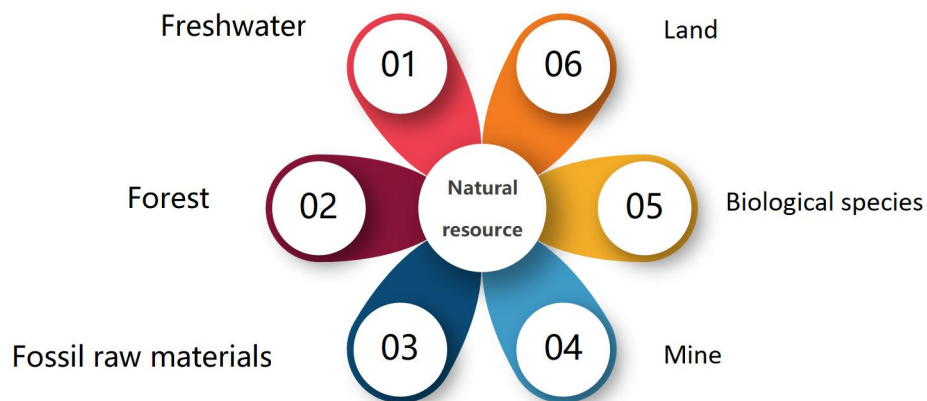 Freshwater
01
06
Land
Forest
02
Natural
resource
05
Biological species
Fossil raw materials
03
04
Mine